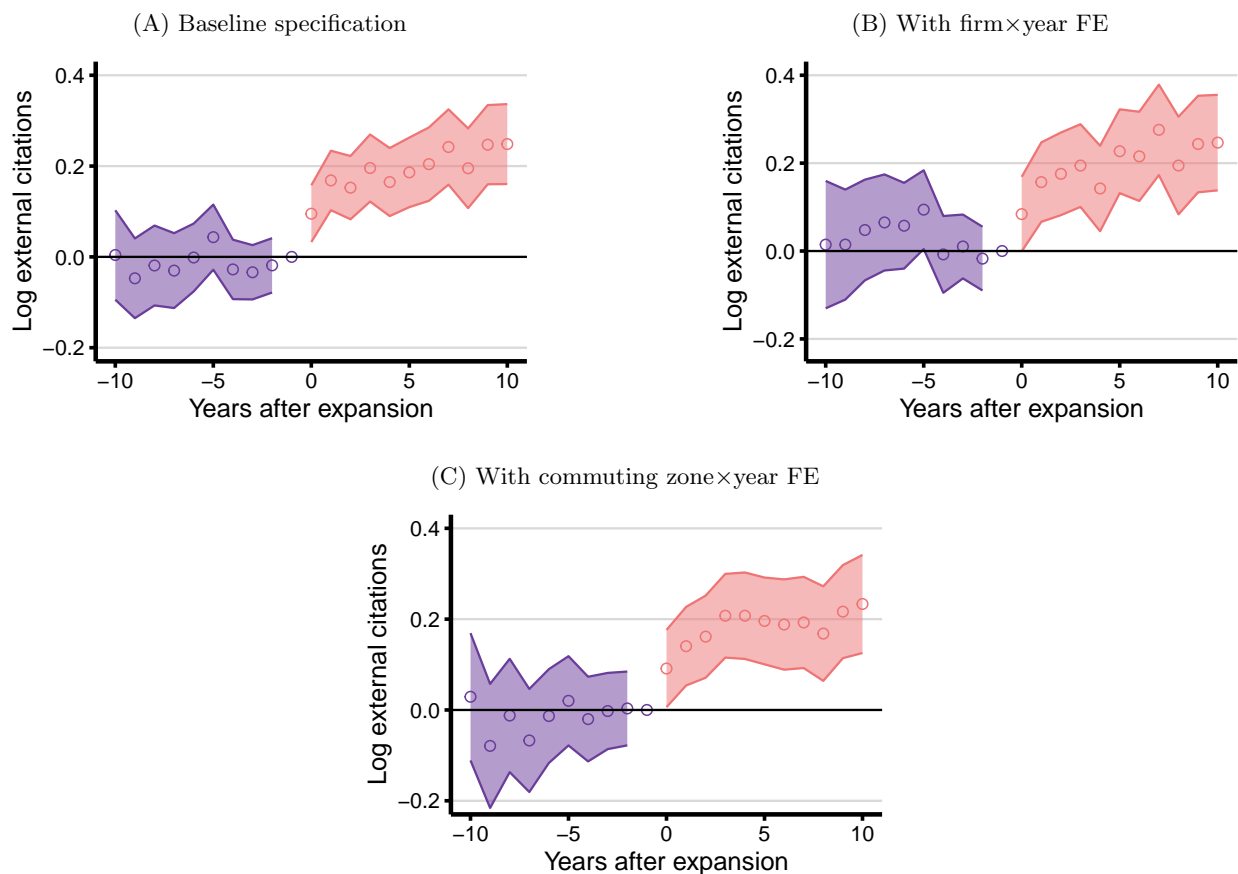 (A) Baseline specification
Log external citations
0.4
0.2
0.0
−0.2
−10 −5 0 5 10
Years after expansion
(B) With firm×year FE
Log external citations
0.4
0.2
0.0
−0.2
−10 −5 0 5 10
Years after expansion
(C) With commuting zone×year FE
Log external citations
0.4
0.2
0.0
−0.2
−10 −5 0 5 10
Years after expansion